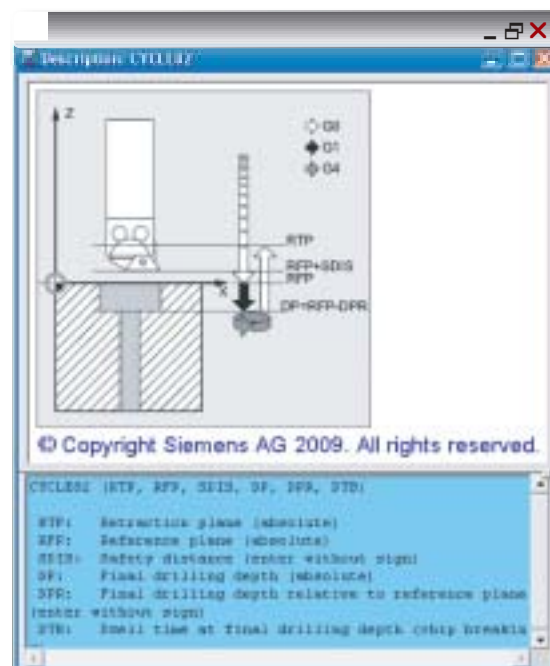 Description: CYCLE82
Z
G0
G1
G4
RTP
RFP+SDIS
RFP
X
DP=RFP-DPR
© Copyright Siemens AG 2009. All rights reserved.
CYCLE82 (RTP, RFP, SDIS, DP, DPR, DTB)
RTP: Retraction plane (absolute)
RFP: Reference plane (absolute)
SDIS: Safety distance (enter without sign)
DP: Final drilling depth (absolute)
DPR: Final drilling depth relative to reference plane
(enter without sign)
DTB: Dwell time at final drilling depth (chip breakin